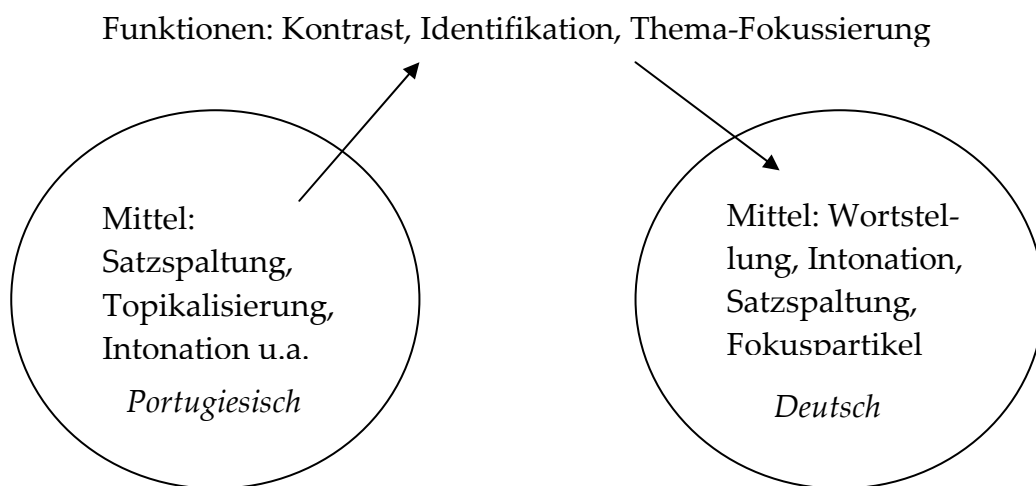 Funktionen: Kontrast, Identifikation, Thema-Fokussierung
Mittel:
Satzspaltung,
Topikalisierung,
Intonation u.a.
Portugiesisch
Mittel: Wortstel-
lung, Intonation,
Satzspaltung,
Fokuspartikel
Deutsch